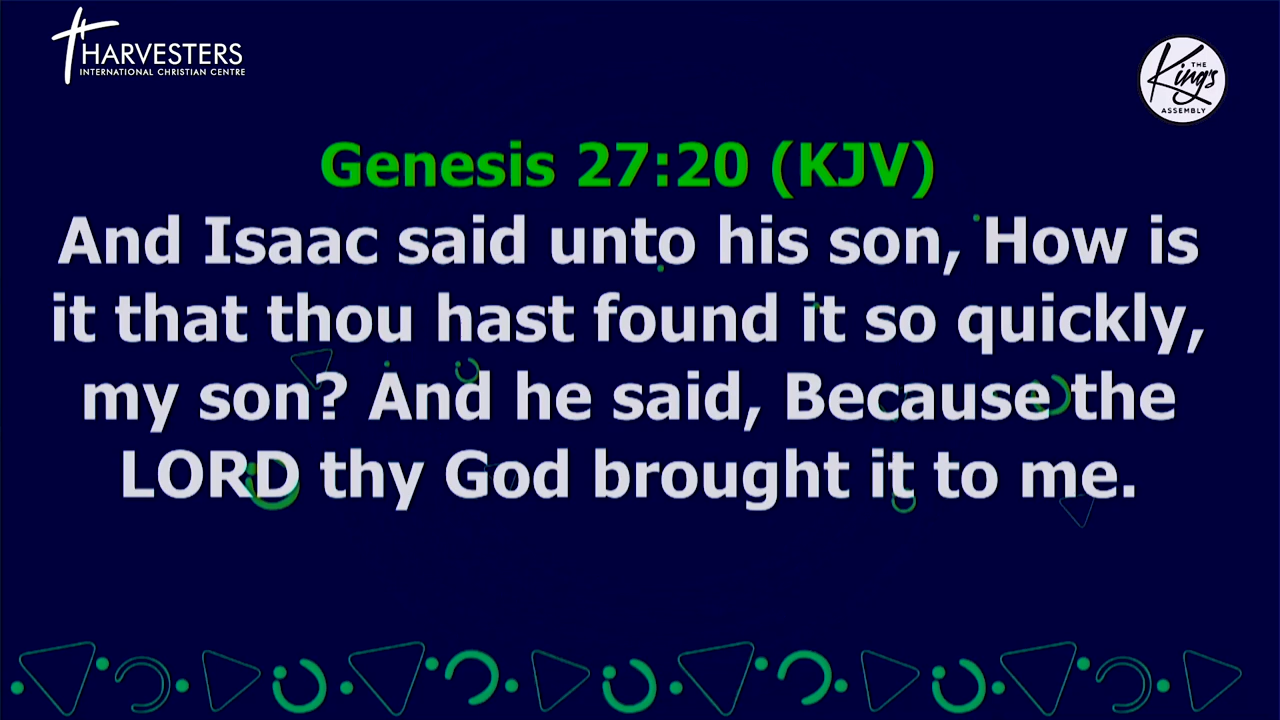 HARVESTERS
INTERNATIONAL CHRISTIAN CENTRE
THE
King's
ASSEMBLY
Genesis 27:20 (KJV)
And Isaac said unto his son, How is
it that thou hast found it so quickly,
my son? And he said, Because the
LORD thy God brought it to me.